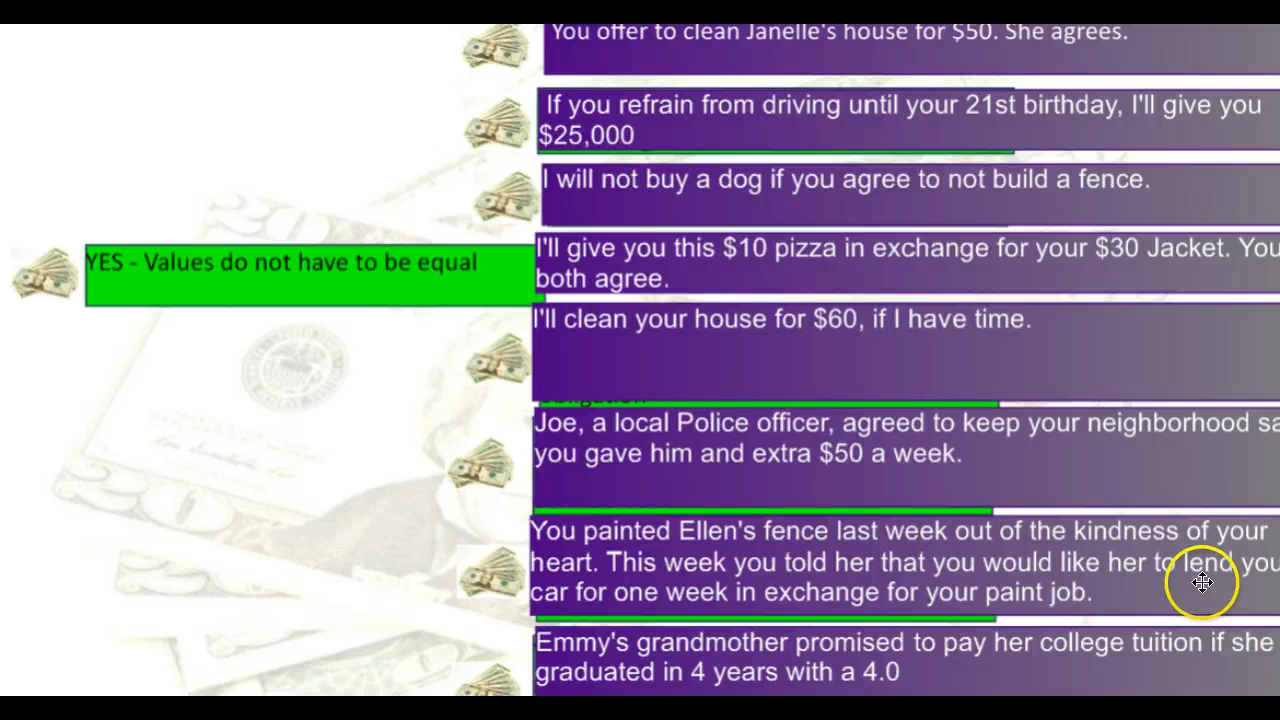 You offer to clean Janelle's house for $50. She agrees.
If you refrain from driving until your 21st birthday, I'll give you
$25,000
I will not buy a dog if you agree to not build a fence.
YES - Values do not have to be equal
I'll give you this $10 pizza in exchange for your $30 Jacket. You
both agree.
I'll clean your house for $60, if I have time.
Joe, a local Police officer, agreed to keep your neighborhood sa
you gave him and extra $50 a week.
You painted Ellen's fence last week out of the kindness of your
heart. This week you told her that you would like her to lend you
car for one week in exchange for your paint job.
Emmy's grandmother promised to pay her college tuition if she
graduated in 4 years with a 4.0